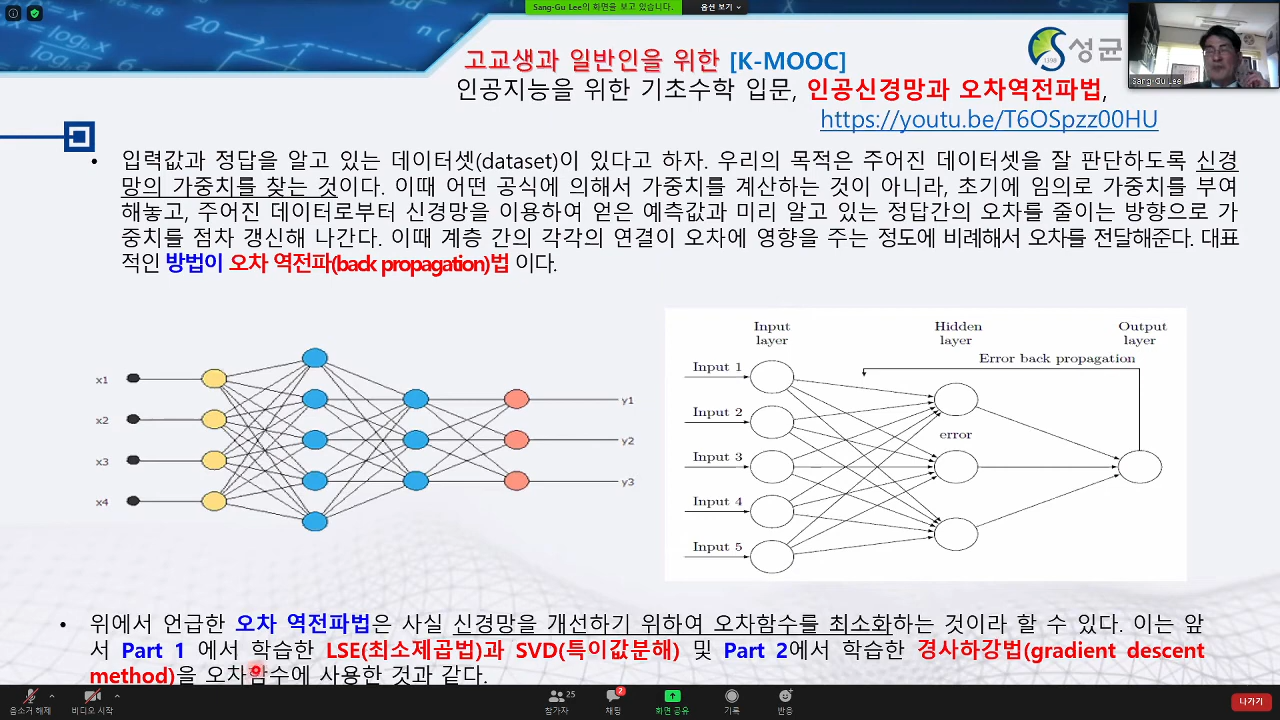 Sang-Gu Lee의 화면을 보고 있습니다. 옵션 보기
고교생과 일반인을 위한 [K-MOOC]
성균
Sang-Gu Lee
인공지능을 위한 기초수학 입문, 인공신경망과 오차역전파법,
https://youtu.be/T6OSpzz00HU
• 입력값과 정답을 알고 있는 데이터셋(dataset)이 있다고 하자. 우리의 목적은 주어진 데이터셋을 잘 판단하도록 신경
망의 가중치를 찾는 것이다. 이때 어떤 공식에 의해서 가중치를 계산하는 것이 아니라, 초기에 임의로 가중치를 부여
해놓고, 주어진 데이터로부터 신경망을 이용하여 얻은 예측값과 미리 알고 있는 정답간의 오차를 줄이는 방향으로 가
중치를 점차 갱신해 나간다. 이때 계층 간의 각각의 연결이 오차에 영향을 주는 정도에 비례해서 오차를 전달해준다. 대표
적인 방법이 오차 역전파(back propagation)법 이다.
x1
x2
x3
x4
y1
y2
y3
Input layer
Hidden layer
Output layer
Error back propagation
Input 1
Input 2
error
Input 3
Input 4
Input 5
• 위에서 언급한 오차 역전파법은 사실 신경망을 개선하기 위하여 오차함수를 최소화하는 것이라 할 수 있다. 이는 앞
서 Part 1 에서 학습한 LSE(최소제곱법)과 SVD(특이값분해) 및 Part 2에서 학습한 경사하강법(gradient descent
method)을 오차함수에 사용한 것과 같다.
음소거 해제 비디오 시작 참가자 25 채팅 2 화면 공유 기록 반응 나가기